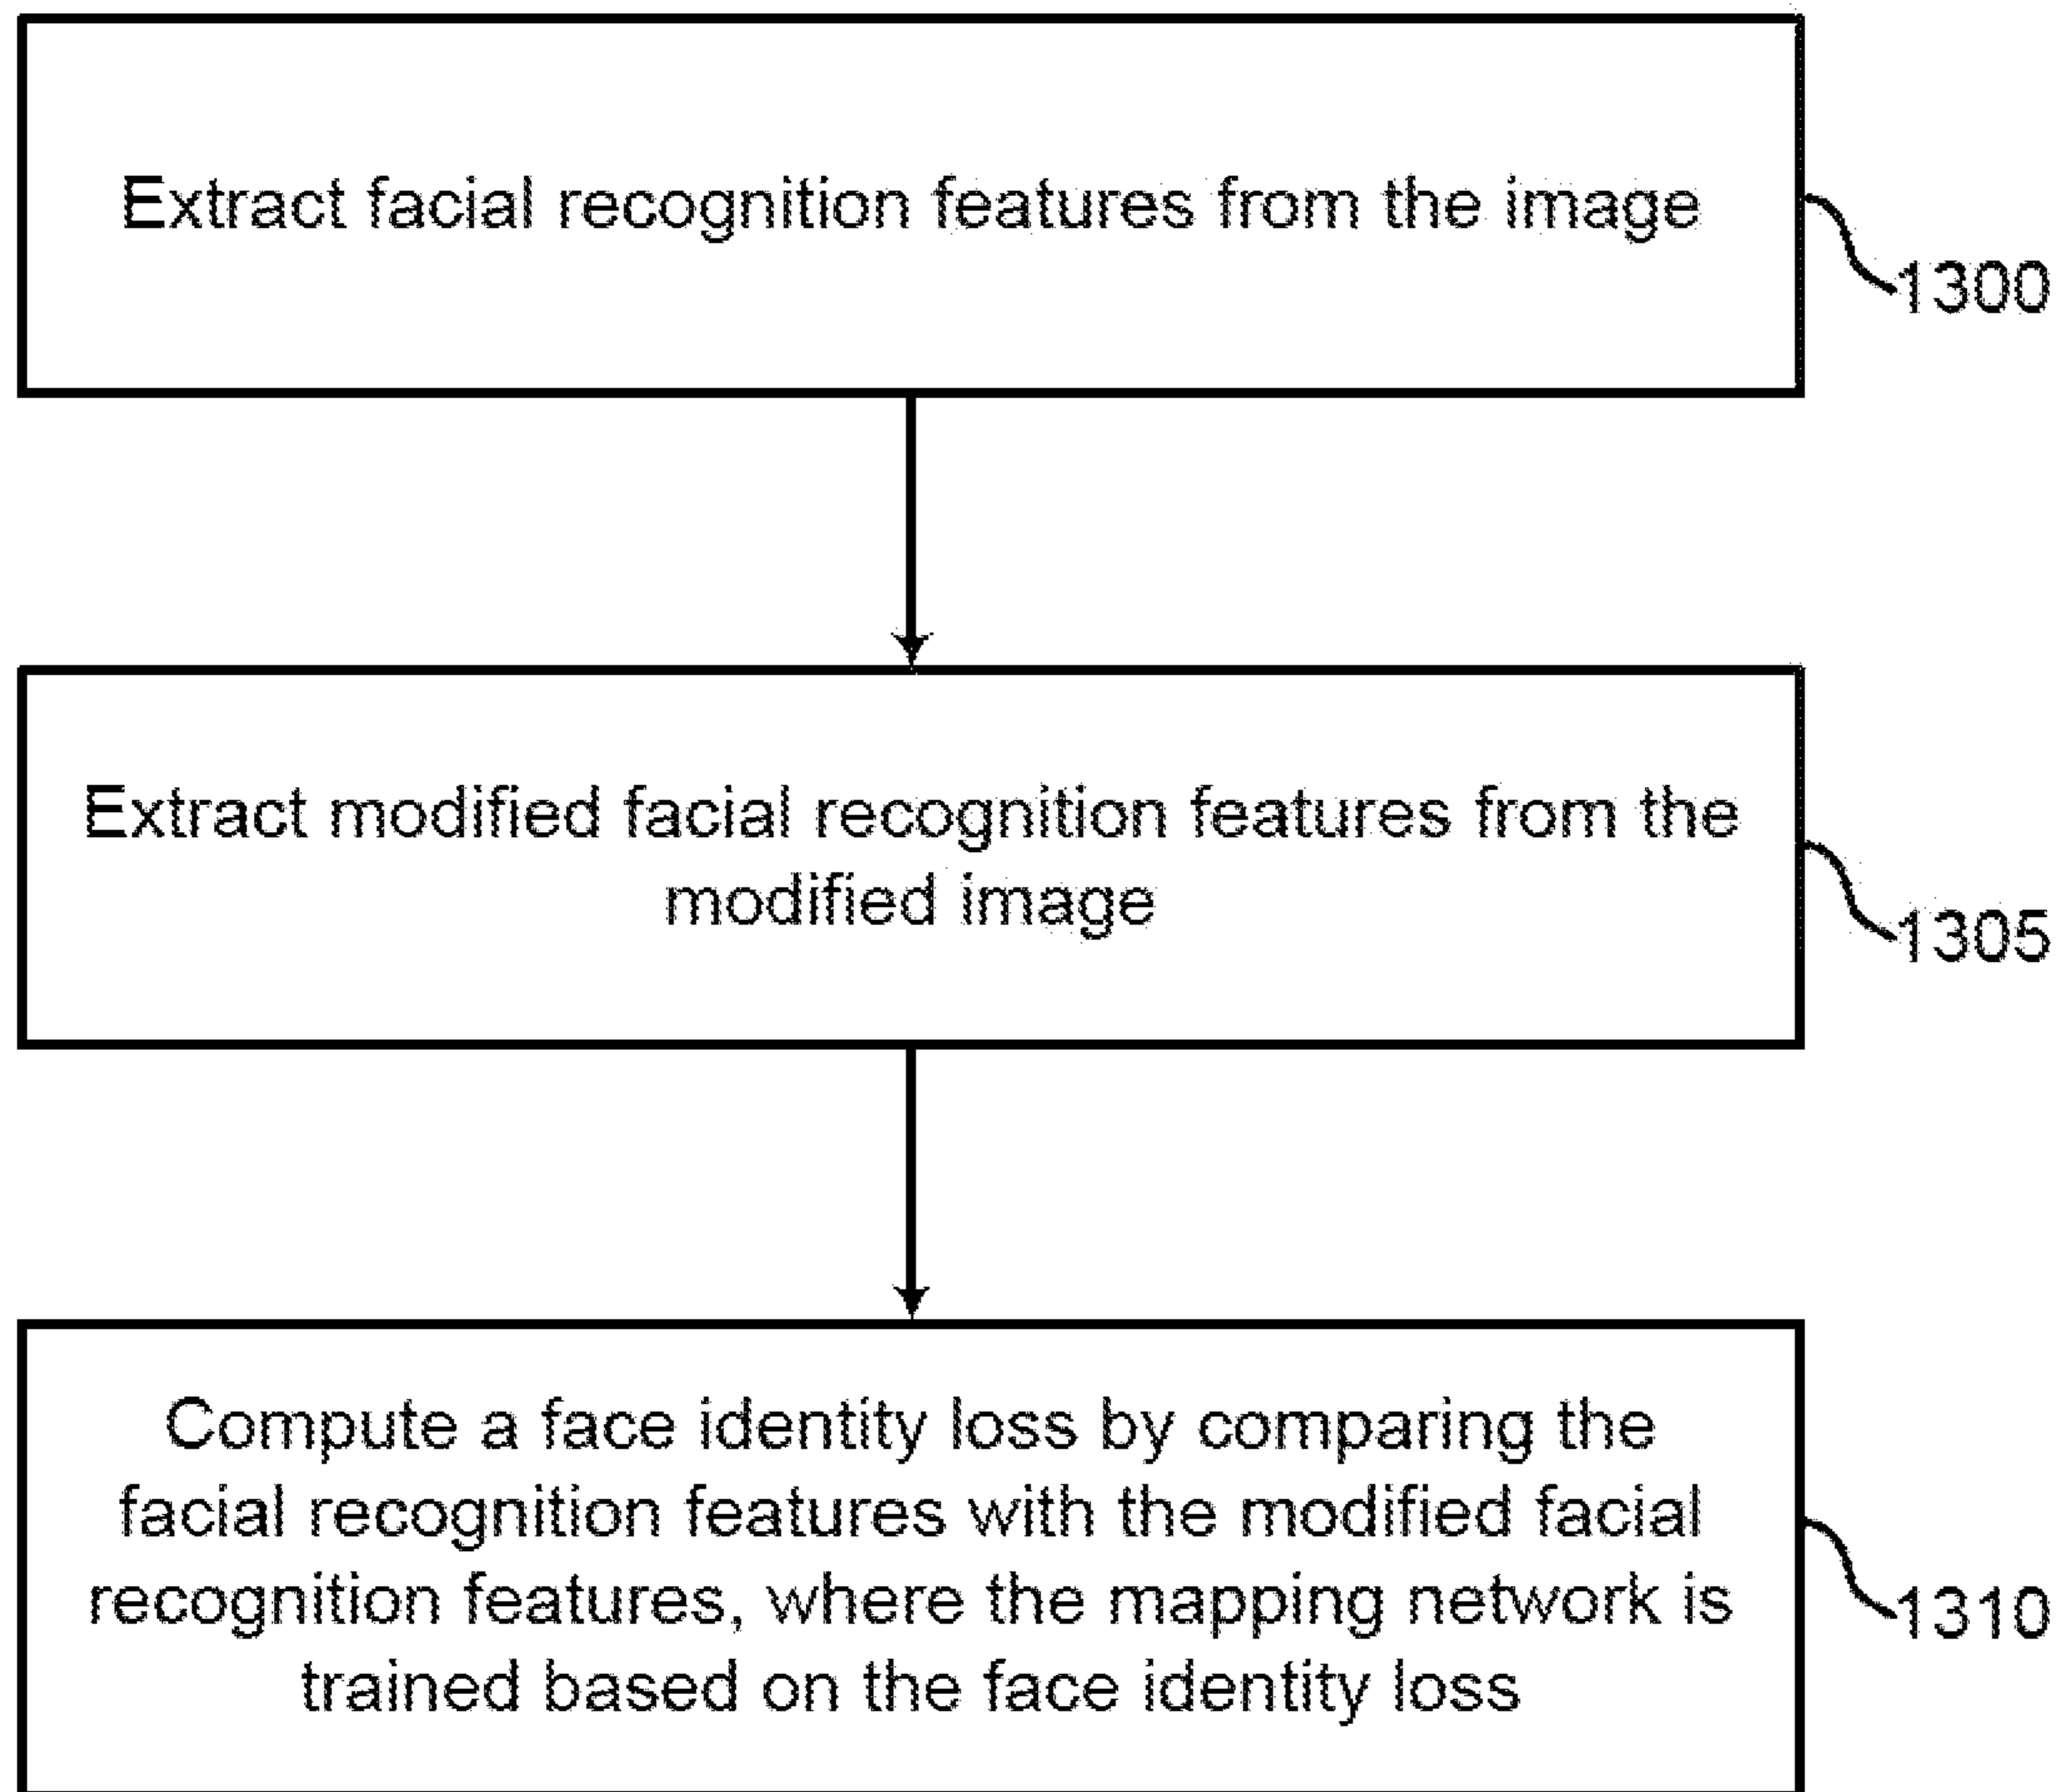 Extract facial recognition features from the image
1300
Extract modified facial recognition features from the
modified image
1305
Compute a face identity loss by comparing the
facial recognition features with the modified facial
recognition features, where the mapping network is
trained based on the face identity loss
1310